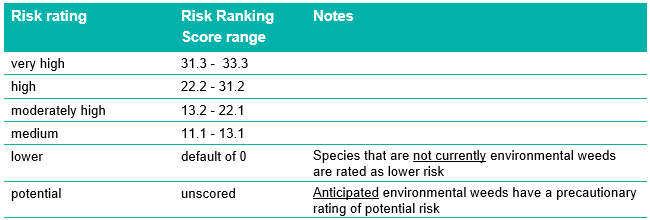 Risk rating Risk Ranking Notes
Score range
very high 31.3 -  33.3
high 22.2 - 31.2
moderately high 13.2 - 22.1
medium 11.1 - 13.1
lower default of 0 Species that are not currently environmental weeds
are rated as lower risk
potential unscored Anticipated environmental weeds have a precautionary
rating of potential risk